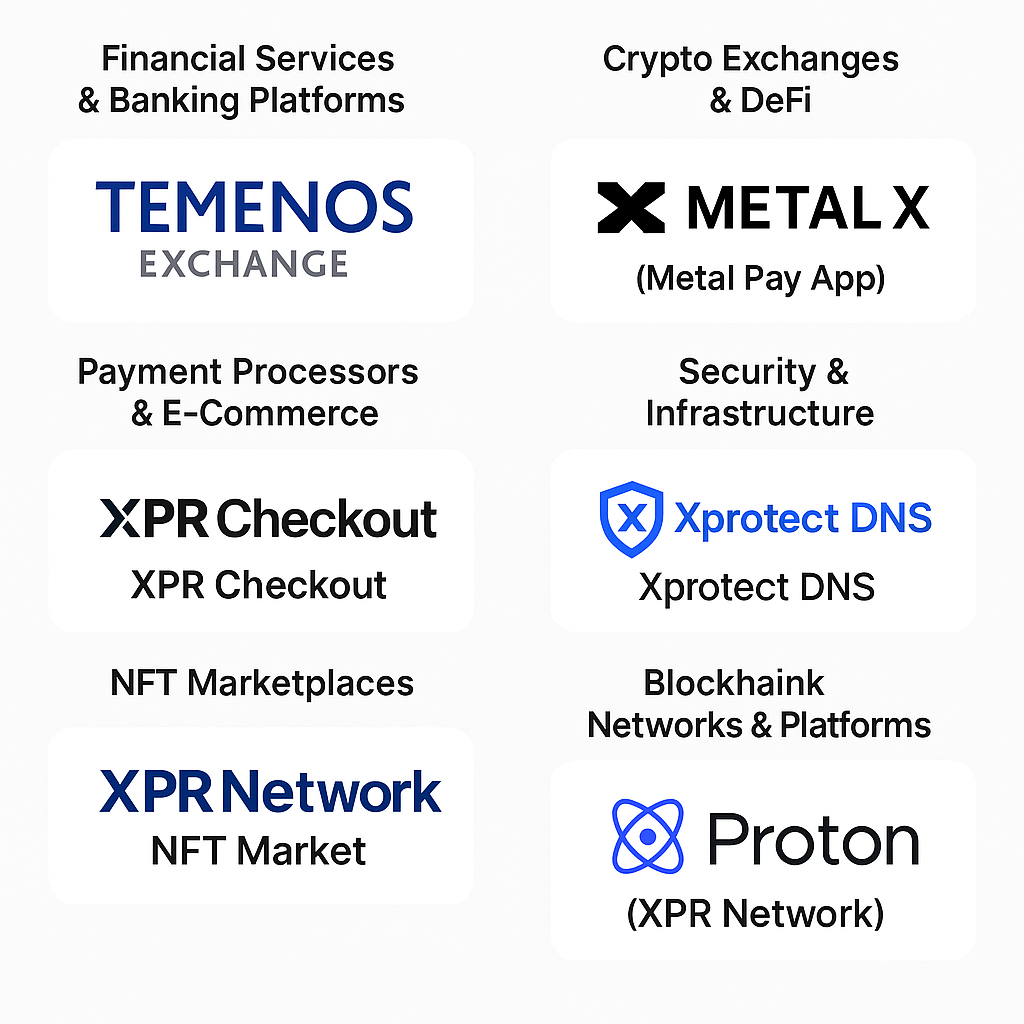 Financial Services
& Banking Platforms
TEMENOS
EXCHANGE
Crypto Exchanges
& DeFi
METAL X
(Metal Pay App)
Payment Processors
& E-Commerce
XPR Checkout
XPR Checkout
Security &
Infrastructure
X
Xprotect DNS
Xprotect DNS
NFT Marketplaces
XPR Network
NFT Market
Blockhaink
Networks & Platforms
Proton
(XPR Network)